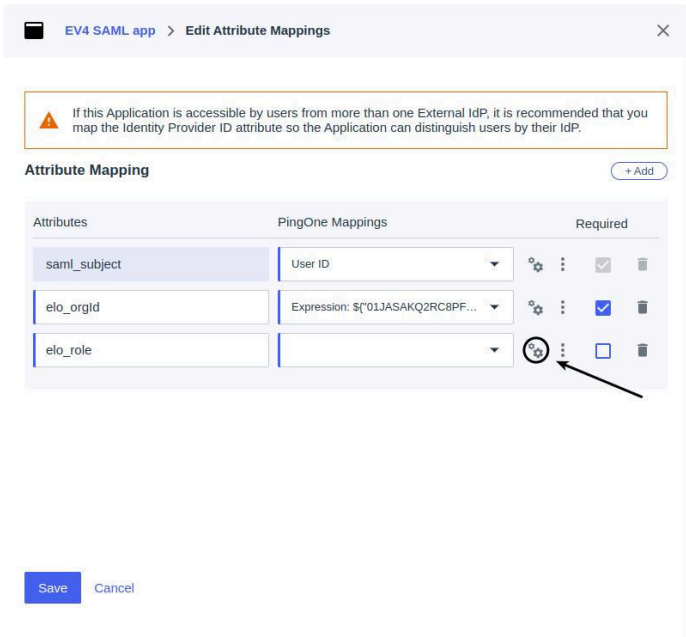 EV4 SAML app > Edit Attribute Mappings
If this Application is accessible by users from more than one External IdP, it is recommended that you
map the Identity Provider ID attribute so the Application can distinguish users by their IdP.
Attribute Mapping
+ Add
Attributes PingOne Mappings Required
saml_subject User ID
elo_orgId Expression: ${"01JASAKQ2RC8PF...
elo_role
Save Cancel